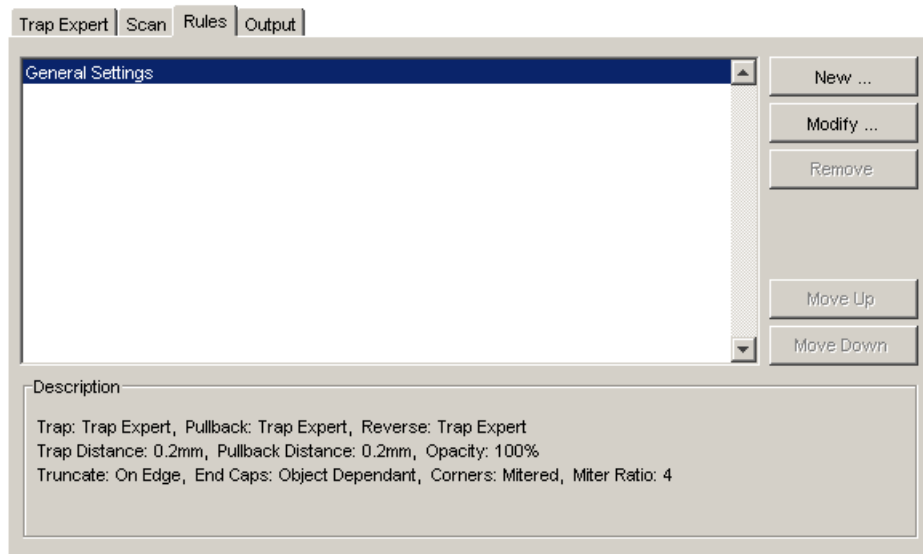 Trap Expert Scan Rules Output
General Settings
New ...
Modify ...
Remove
Move Up
Move Down
Description
Trap: Trap Expert, Pullback: Trap Expert, Reverse: Trap Expert
Trap Distance: 0.2mm, Pullback Distance: 0.2mm, Opacity: 100%
Truncate: On Edge, End Caps: Object Dependant, Corners: Mitered, Miter Ratio: 4